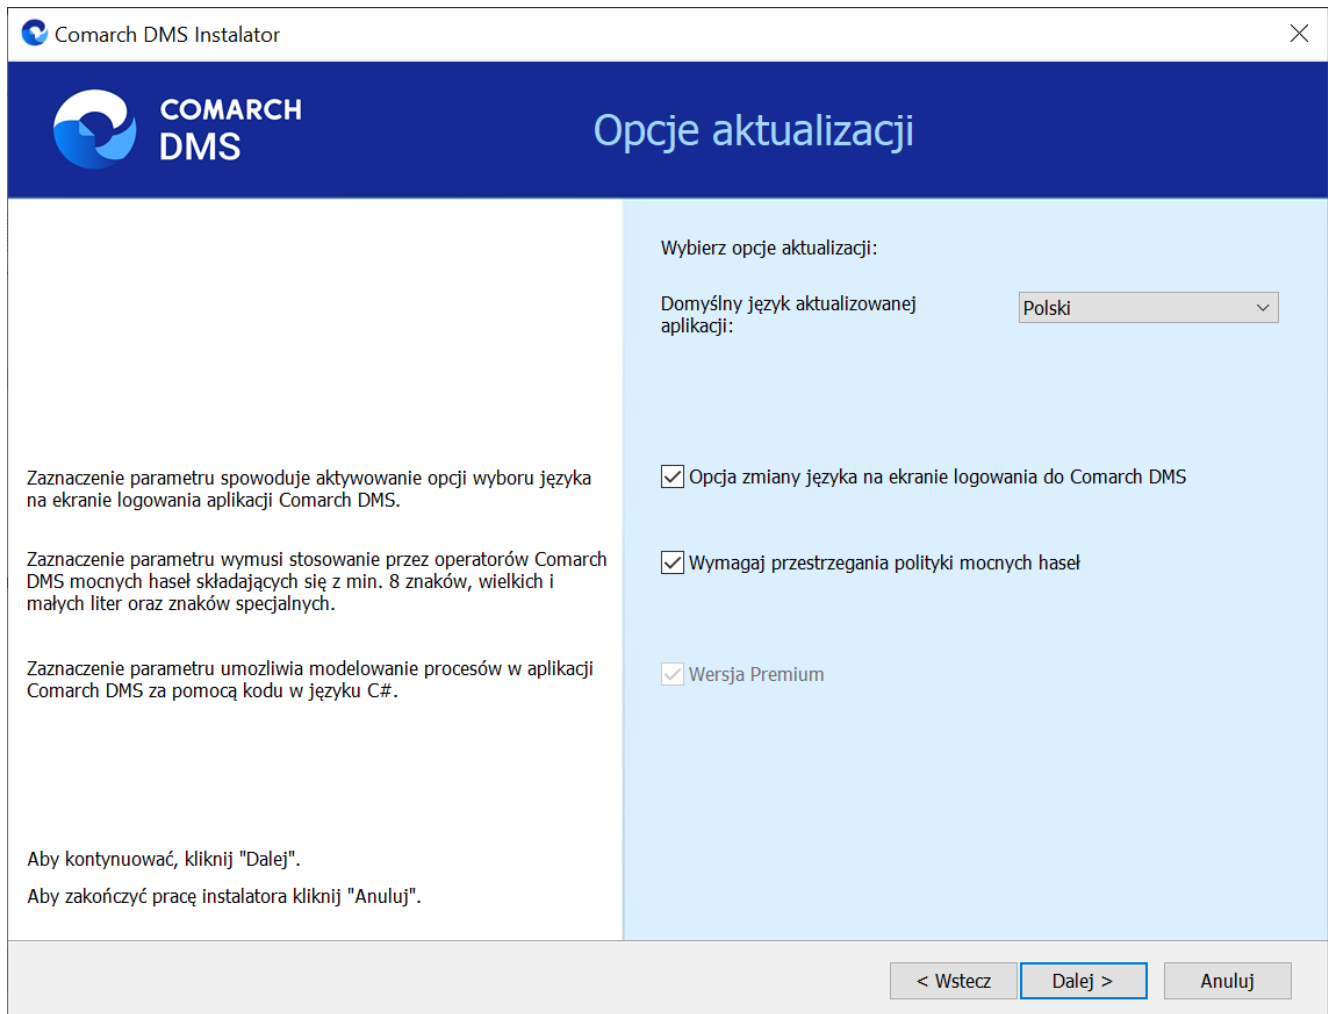 Comarch DMS Instalator
COMARCH
DMS
Opcje aktualizacji
Wybierz opcje aktualizacji:
Domyślny język aktualizowanej
aplikacji:
Polski
Zaznaczenie parametru spowoduje aktywowanie opcji wyboru języka
na ekranie logowania aplikacji Comarch DMS.
Opcja zmiany języka na ekranie logowania do Comarch DMS
Zaznaczenie parametru wymusi stosowanie przez operatorów Comarch
DMS mocnych haseł składających się z min. 8 znaków, wielkich i
małych liter oraz znaków specjalnych.
Wymagaj przestrzegania polityki mocnych haseł
Zaznaczenie parametru umozliwia modelowanie procesów w aplikacji
Comarch DMS za pomocą kodu w języku C#.
Wersja Premium
Aby kontynuować, kliknij "Dalej".
Aby zakończyć pracę instalatora kliknij "Anuluj".
< Wstecz
Dalej >
Anuluj